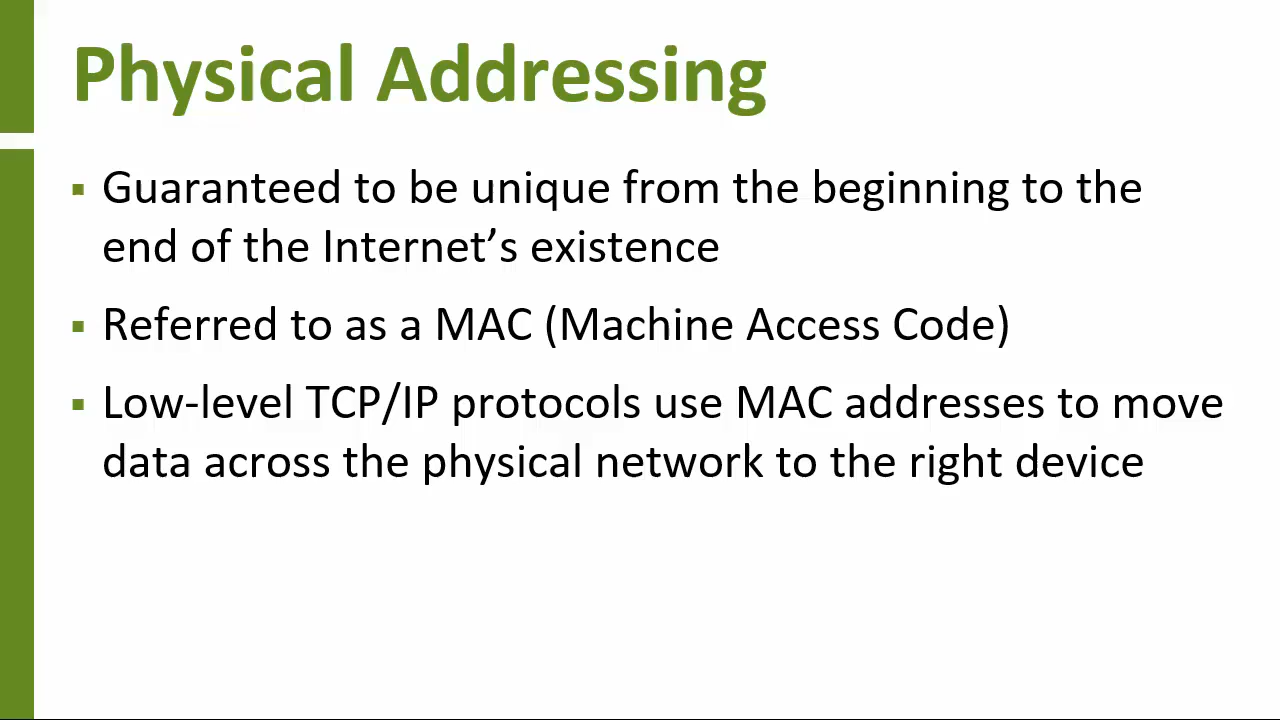 Physical Addressing
▪ Guaranteed to be unique from the beginning to the
end of the Internet’s existence
▪ Referred to as a MAC (Machine Access Code)
▪ Low-level TCP/IP protocols use MAC addresses to move
data across the physical network to the right device